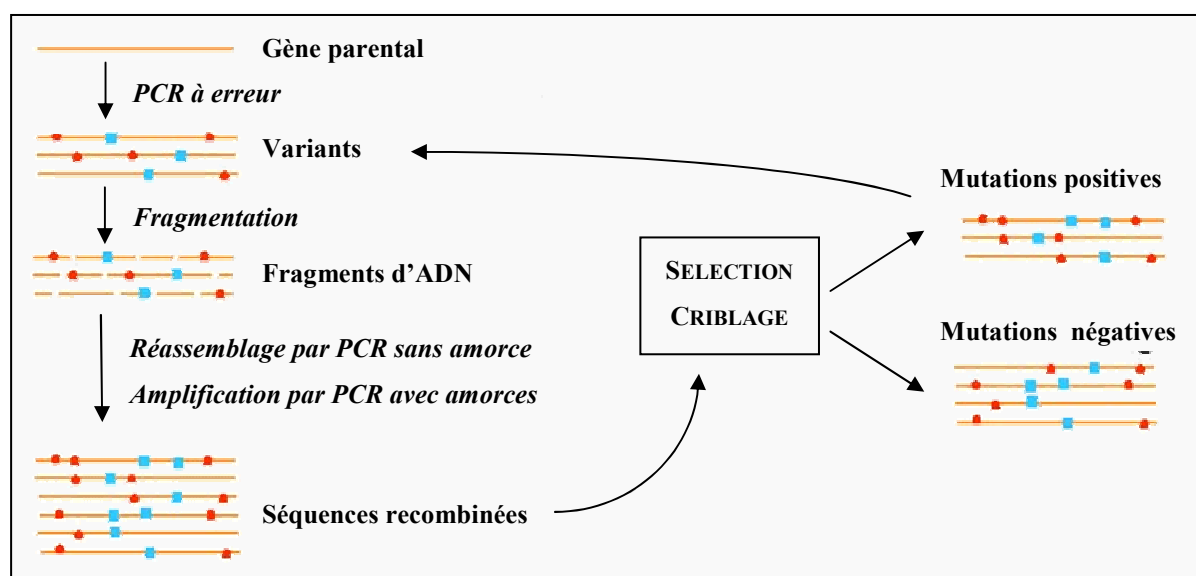 Gène parental
PCR à erreur
Variants
Fragmentation
Fragments d’ADN
Réassemblage par PCR sans amorce
Amplification par PCR avec amorces
Séquences recombinées
SELECTION
CRIBLAGE
Mutations positives
Mutations négatives